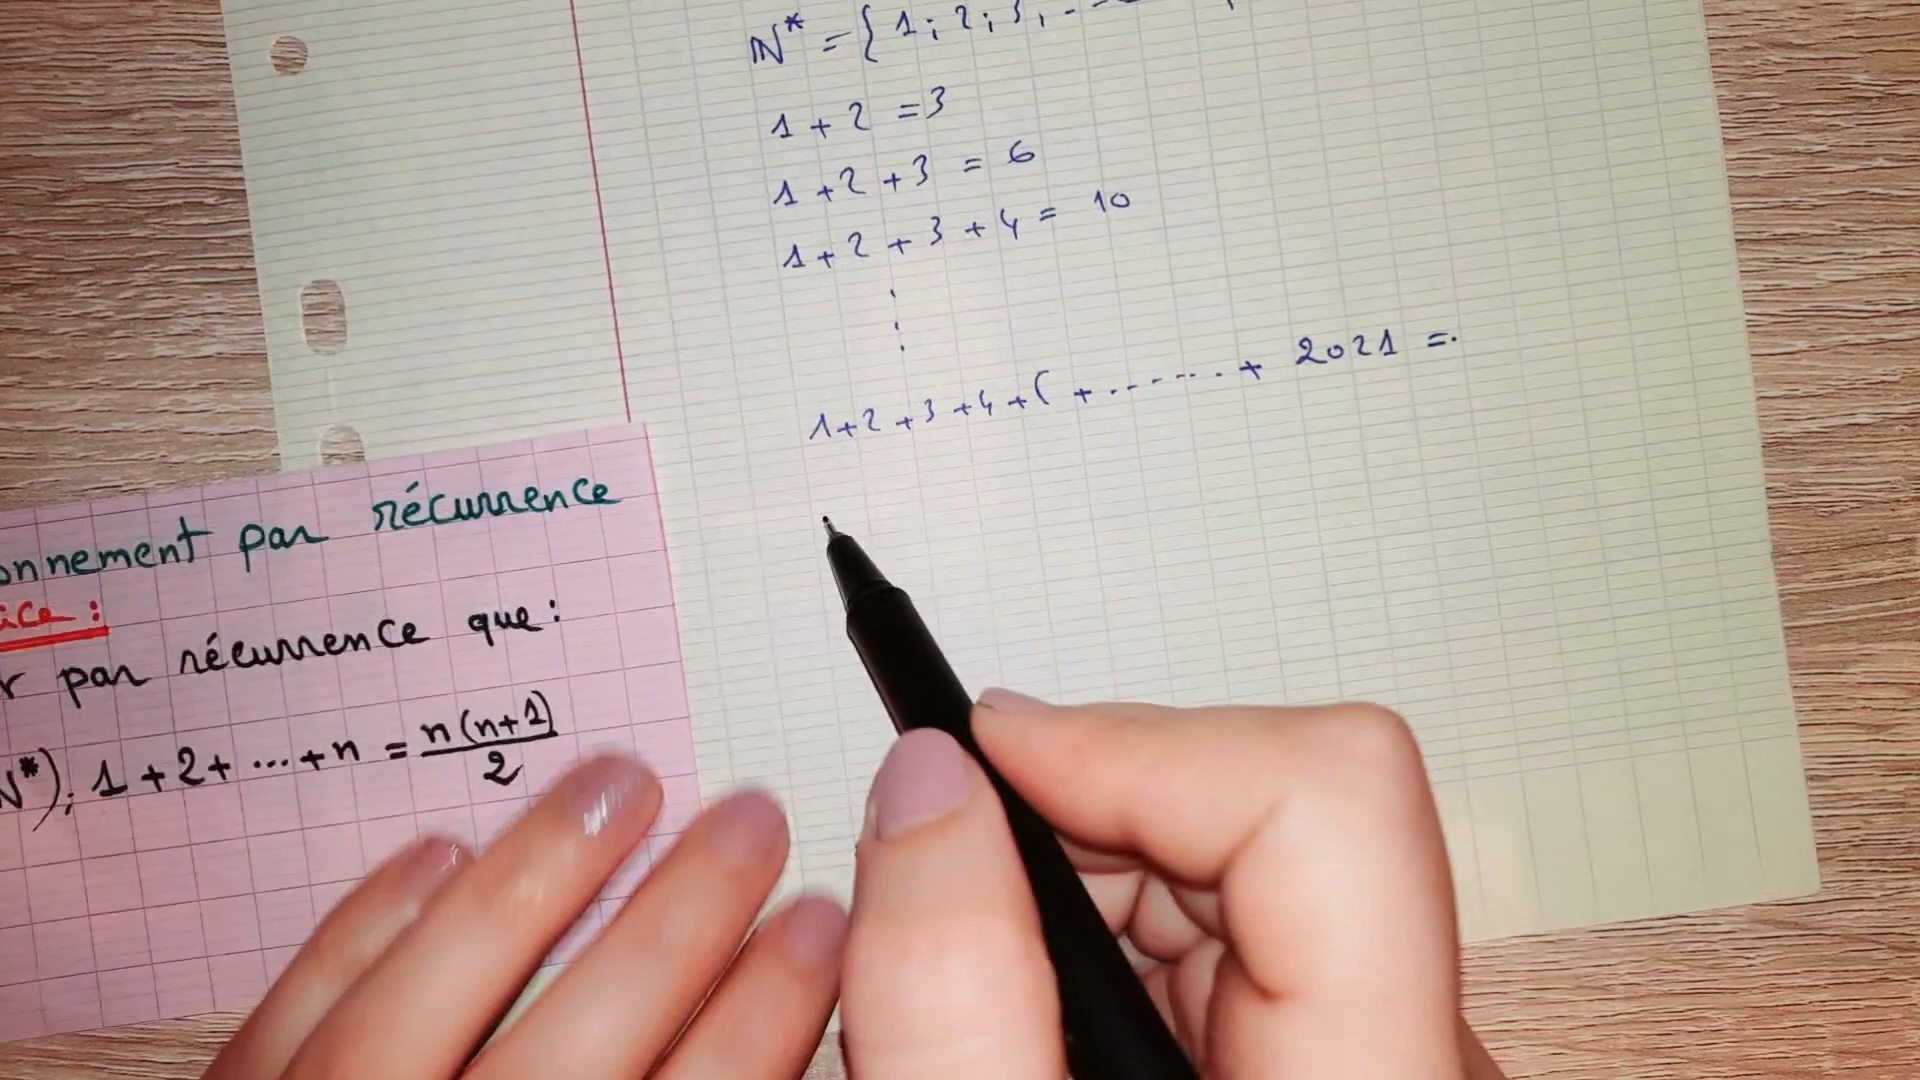 N* = { 1 ; 2 ; 3 , - -
1 + 2 = 3
1 + 2 + 3 = 6
1 + 2 + 3 + 4 = 10
1 + 2 + 3 + 4 + ( + ....... + 2021 = .
onnement par récurrence
ice :
r par récurrence que :
N*) ; 1 + 2 + ... + n = n(n+1)/2